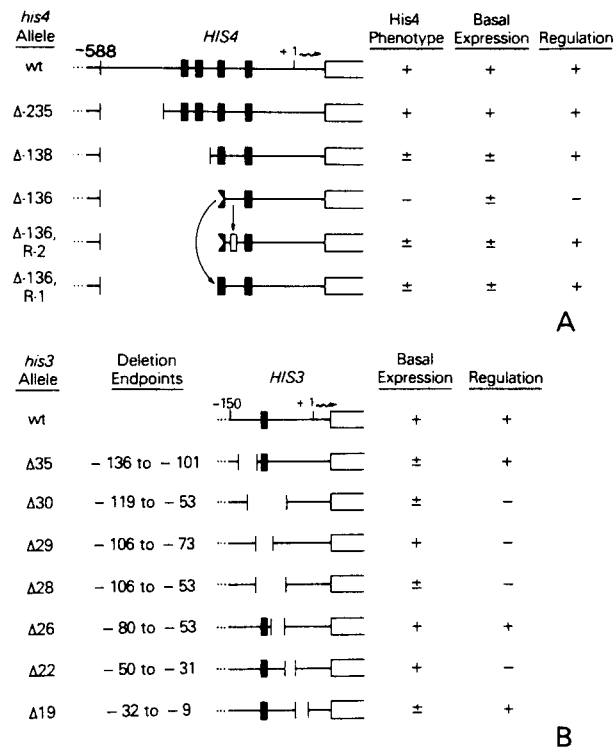 his4 Allele HIS4 His4 Phenotype Basal Expression Regulation
-588 +1
wt + + +
Δ-235 + + +
Δ-138 ± ± +
Δ-136 - ± -
Δ-136, R-2 ± ± +
Δ-136, R-1 ± ± +
A
his3 Allele Deletion Endpoints HIS3 Basal Expression Regulation
-150 +1
wt + +
Δ35 - 136 to - 101 ± +
Δ30 - 119 to - 53 ± -
Δ29 - 106 to - 73 + -
Δ28 - 106 to - 53 ± -
Δ26 - 80 to - 53 + +
Δ22 - 50 to - 31 + -
Δ19 - 32 to - 9 ± +
B